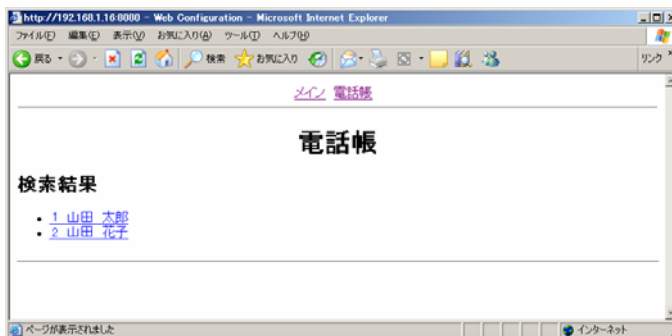 http://192.168.1.16:8080 - Web Configuration - Microsoft Internet Explorer
ファイル(F) 編集(E) 表示(V) お気に入り(A) ツール(T) ヘルプ(H)
戻る 検索 お気に入り リンク
メイン 電話帳
電話帳
検索結果
1 山田 太郎
2 山田 花子
ページが表示されました インターネット